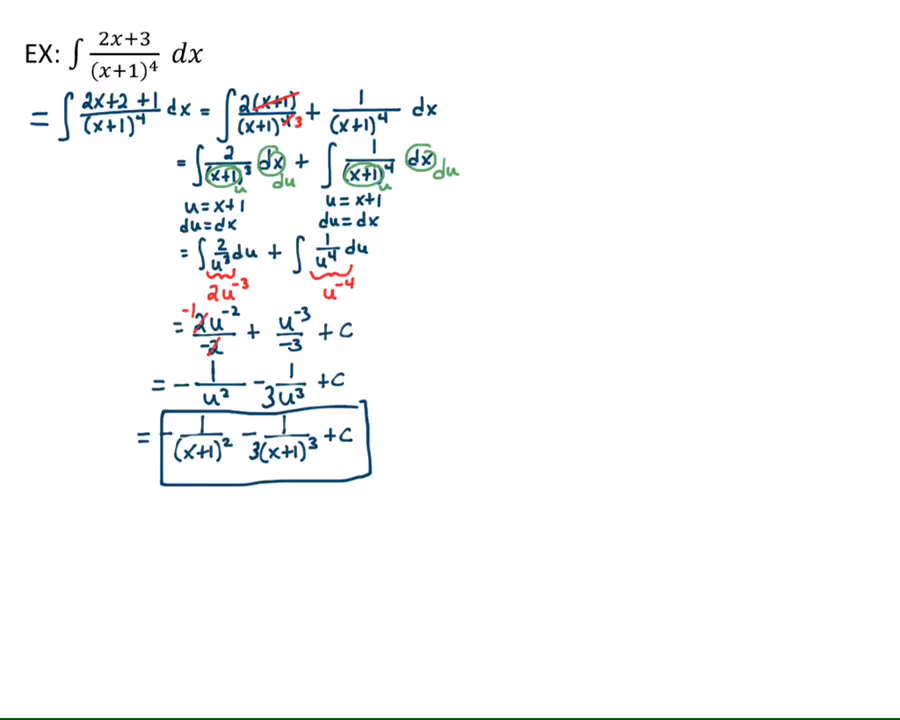 EX: ∫ (2x+3)/(x+1)⁴ dx
= ∫ (2x+2+1)/(x+1)⁴ dx = ∫ 2(x+1)/(x+1)⁴ ³ + 1/(x+1)⁴ dx
= ∫ 2/(x+1)³ dx + ∫ 1/(x+1)⁴ dx
u du u du
u = x+1 u = x+1
du = dx du = dx
= ∫ 2/u³ du + ∫ 1/u⁴ du
2u⁻³ u⁻⁴
= -1 2u⁻²/-2 + u⁻³/-3 + C
= - 1/u² - 1/3u³ + C
= - 1/(x+1)² - 1/3(x+1)³ + C